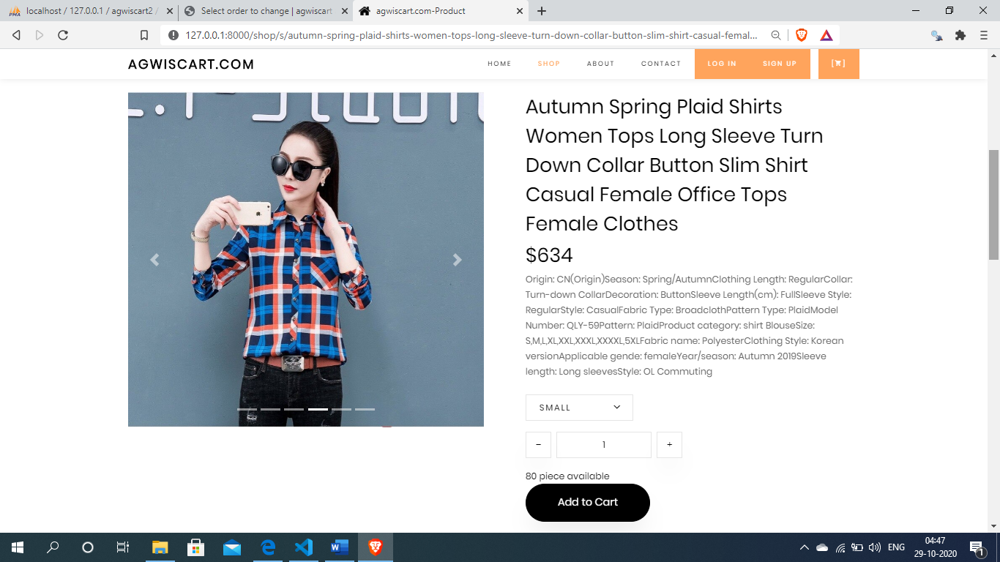 localhost / 127.0.0.1 / agwiscart2 /
Select order to change | agwiscart
agwiscart.com-Product
127.0.0.1:8000/shop/s/autumn-spring-plaid-shirts-women-tops-long-sleeve-turn-down-collar-button-slim-shirt-casual-femal...
AGWISCART.COM
HOME
SHOP
ABOUT
CONTACT
LOG IN
SIGN UP
[ ]
Autumn Spring Plaid Shirts
Women Tops Long Sleeve Turn
Down Collar Button Slim Shirt
Casual Female Office Tops
Female Clothes
$634
Origin: CN(Origin)Season: Spring/AutumnClothing Length: RegularCollar:
Turn-down CollarDecoration: ButtonSleeve Length(cm): FullSleeve Style:
RegularStyle: CasualFabric Type: BroadclothPattern Type: PlaidModel
Number: QLY-59Pattern: PlaidProduct category: shirt BlouseSize:
S,M,L,XL,XXL,XXXL,XXXXL,5XLFabric name: PolyesterClothing Style: Korean
versionApplicable gende: femaleYear/season: Autumn 2019Sleeve
length: Long sleevesStyle: OL Commuting
SMALL
− 1 +
80 piece available
Add to Cart
ENG
04:47
29-10-2020
1